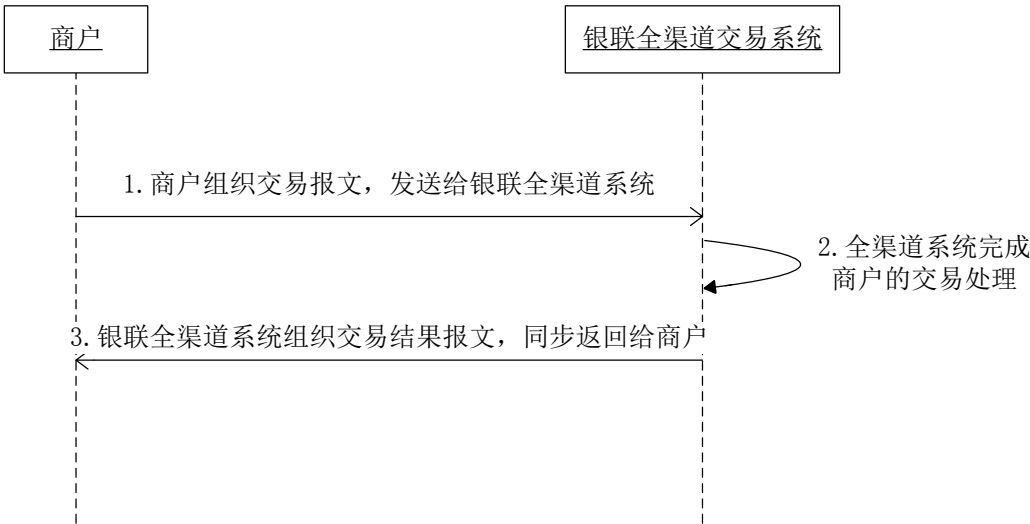 商户
银联全渠道交易系统
1.商户组织交易报文，发送给银联全渠道系统
2.全渠道系统完成
商户的交易处理
3.银联全渠道系统组织交易结果报文，同步返回给商户